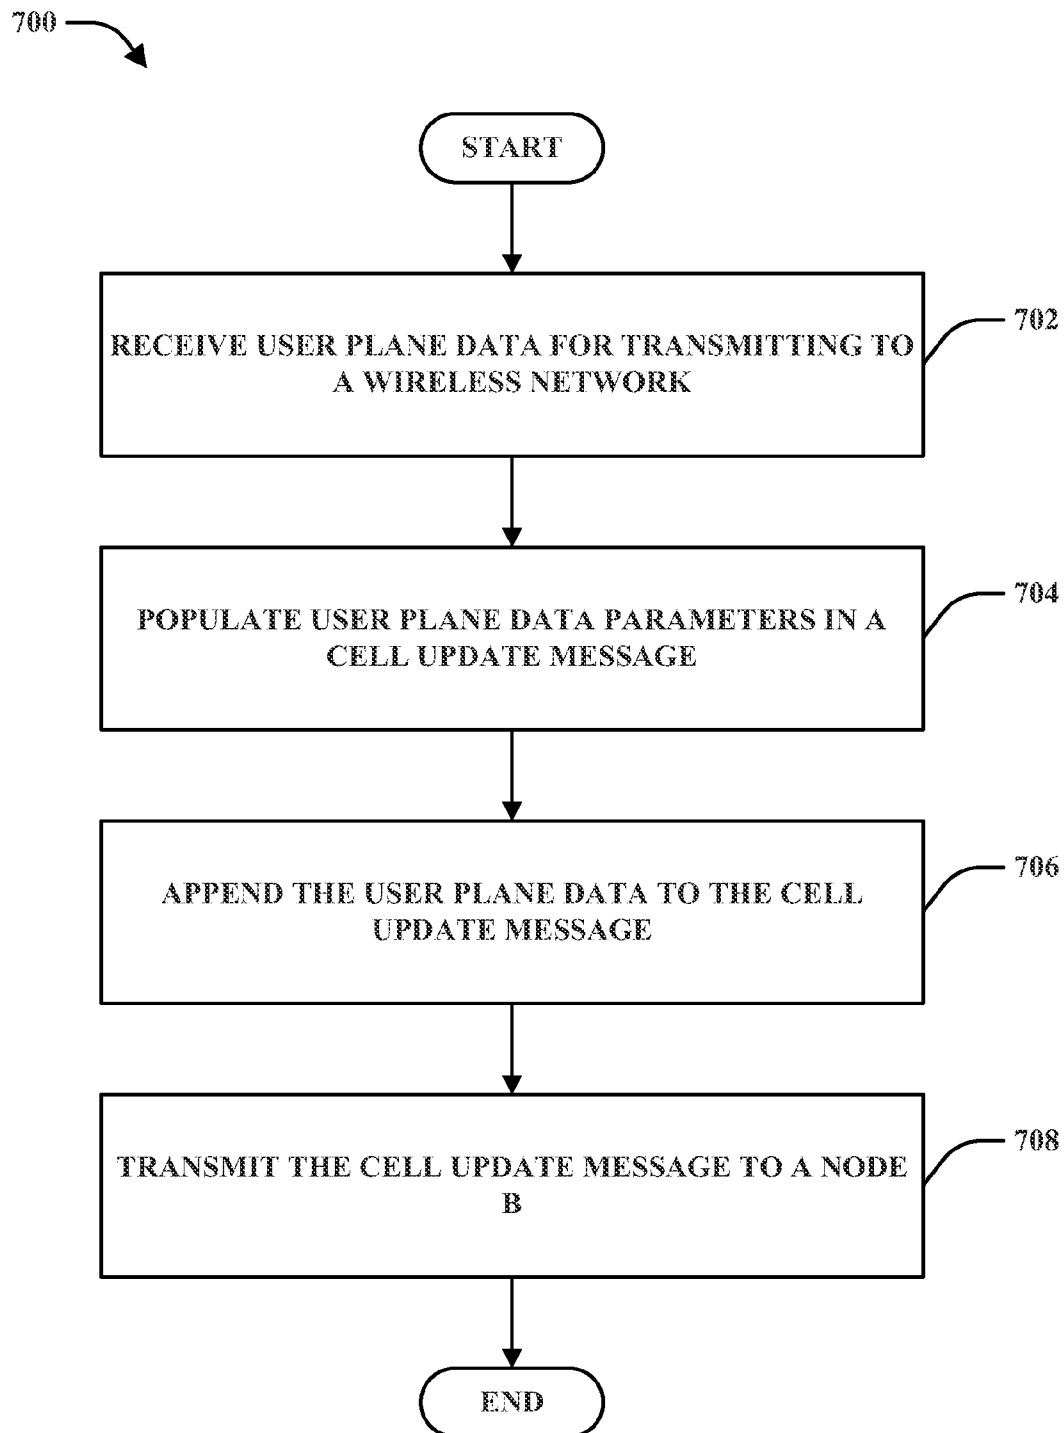 700
START
RECEIVE USER PLANE DATA FOR TRANSMITTING TO
A WIRELESS NETWORK
702
POPULATE USER PLANE DATA PARAMETERS IN A
CELL UPDATE MESSAGE
704
APPEND THE USER PLANE DATA TO THE CELL
UPDATE MESSAGE
706
TRANSMIT THE CELL UPDATE MESSAGE TO A NODE
B
708
END